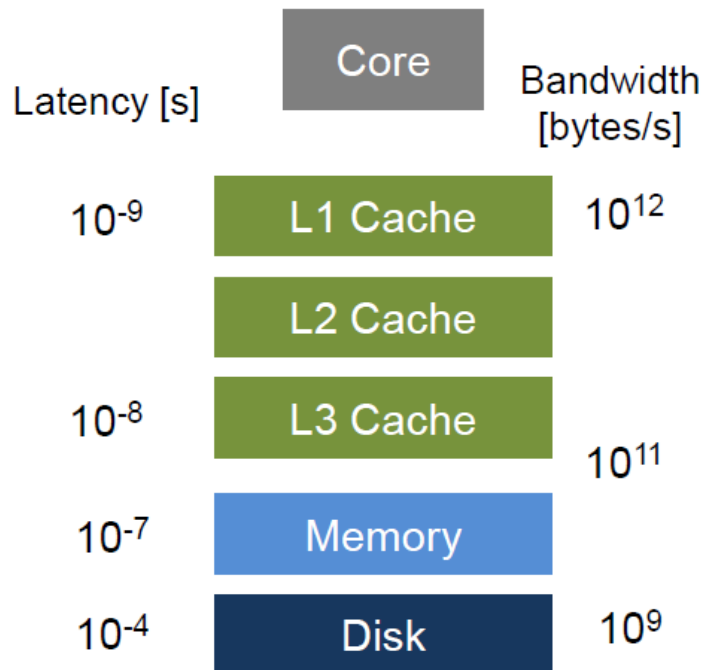 Core
Latency [s]
Bandwidth
[bytes/s]
10⁻⁹
L1 Cache
10¹²
L2 Cache
10⁻⁸
L3 Cache
10¹¹
10⁻⁷
Memory
10⁻⁴
Disk
10⁹